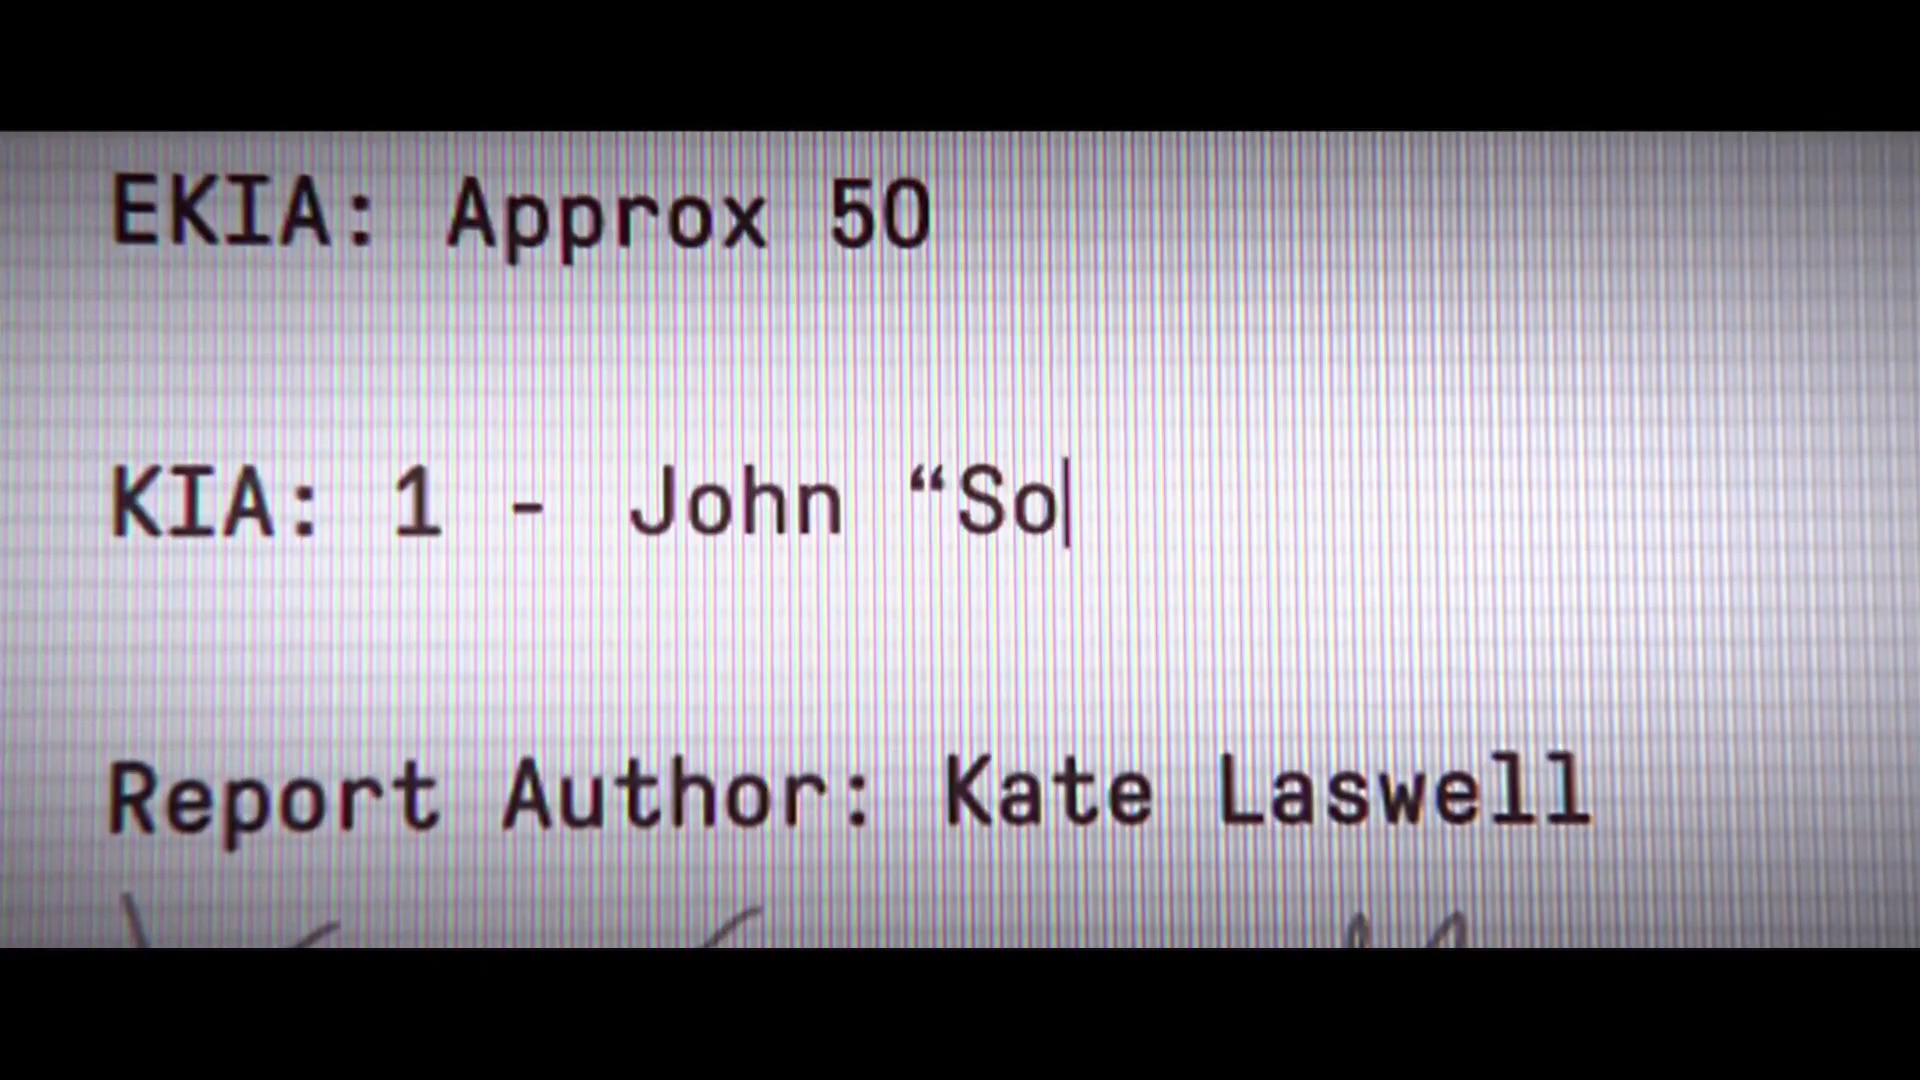 EKIA: Approx 50
KIA: 1 - John “So
Report Author: Kate Laswell